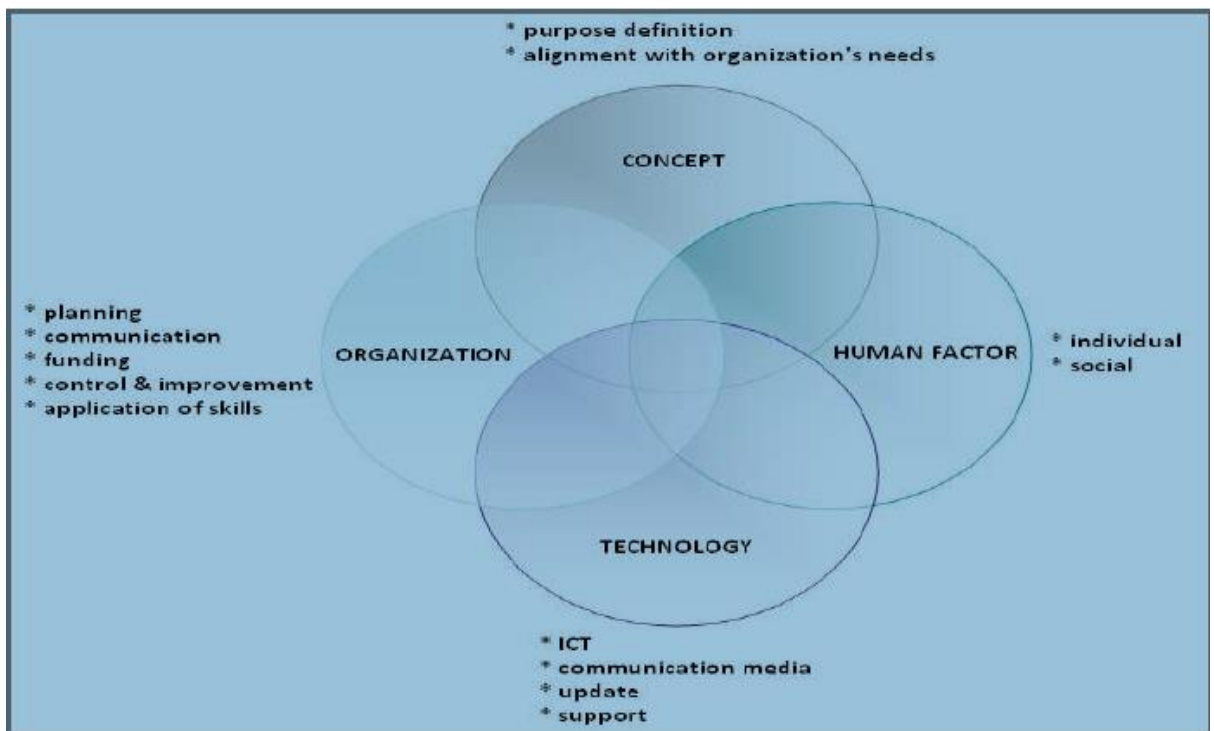 * purpose definition
* alignment with organization's needs
CONCEPT
* planning
* communication
* funding
* control & improvement
* application of skills
ORGANIZATION
HUMAN FACTOR
* individual
* social
TECHNOLOGY
* ICT
* communication media
* update
* support